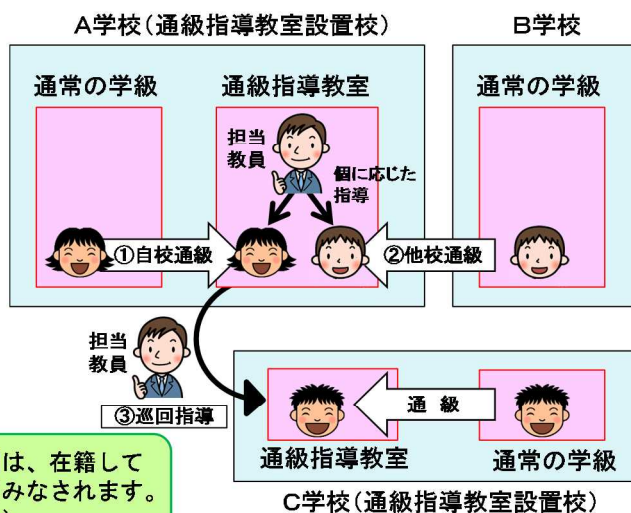 A学校（通級指導教室設置校）
B学校
通常の学級
通級指導教室
通常の学級
担当
教員
個に応じた
指導
①自校通級
②他校通級
担当
教員
③巡回指導
通 級
通級指導教室
通常の学級
C学校（通級指導教室設置校）
は、在籍して
みなされます。